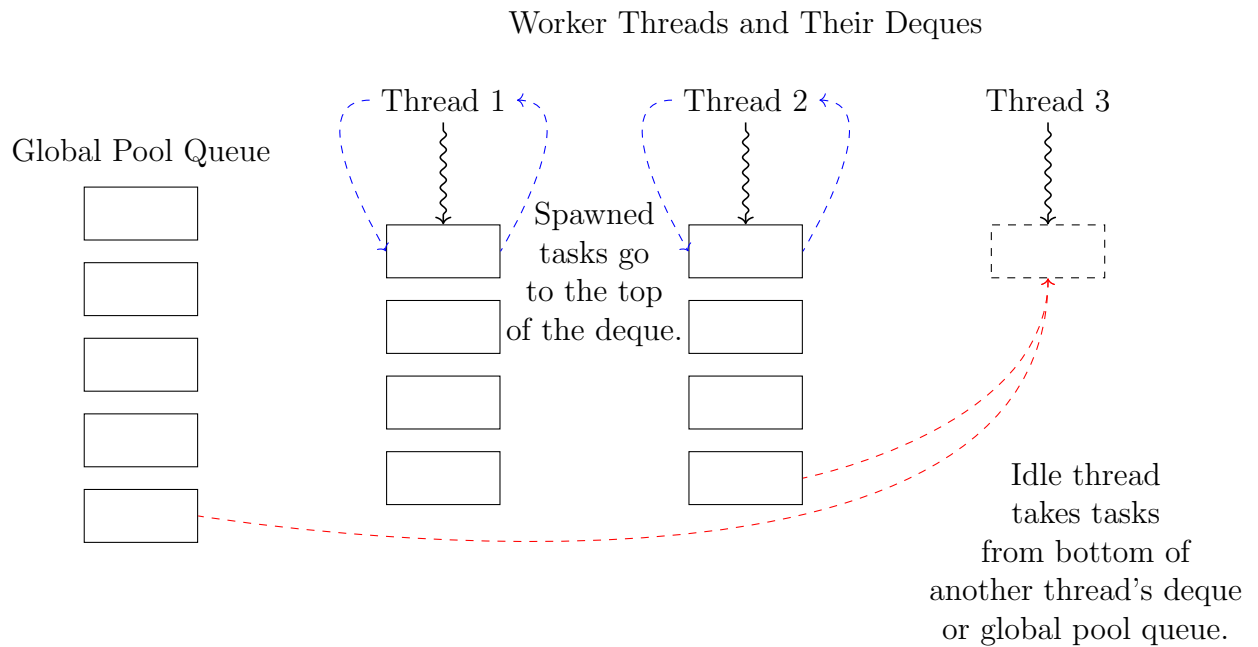 Worker Threads and Their Deques
Thread 1
Thread 2
Thread 3
Global Pool Queue
Spawned
tasks go
to the top
of the deque.
Idle thread
takes tasks
from bottom of
another thread's deque
or global pool queue.